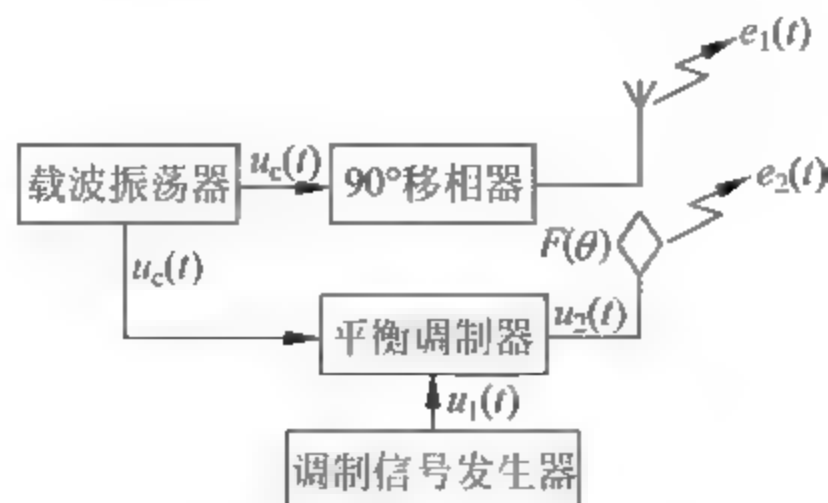 e₁(t)
载波振荡器
u_c(t)
90°移相器
e₂(t)
F(θ)
u_c(t)
平衡调制器
u₂(t)
u₁(t)
调制信号发生器